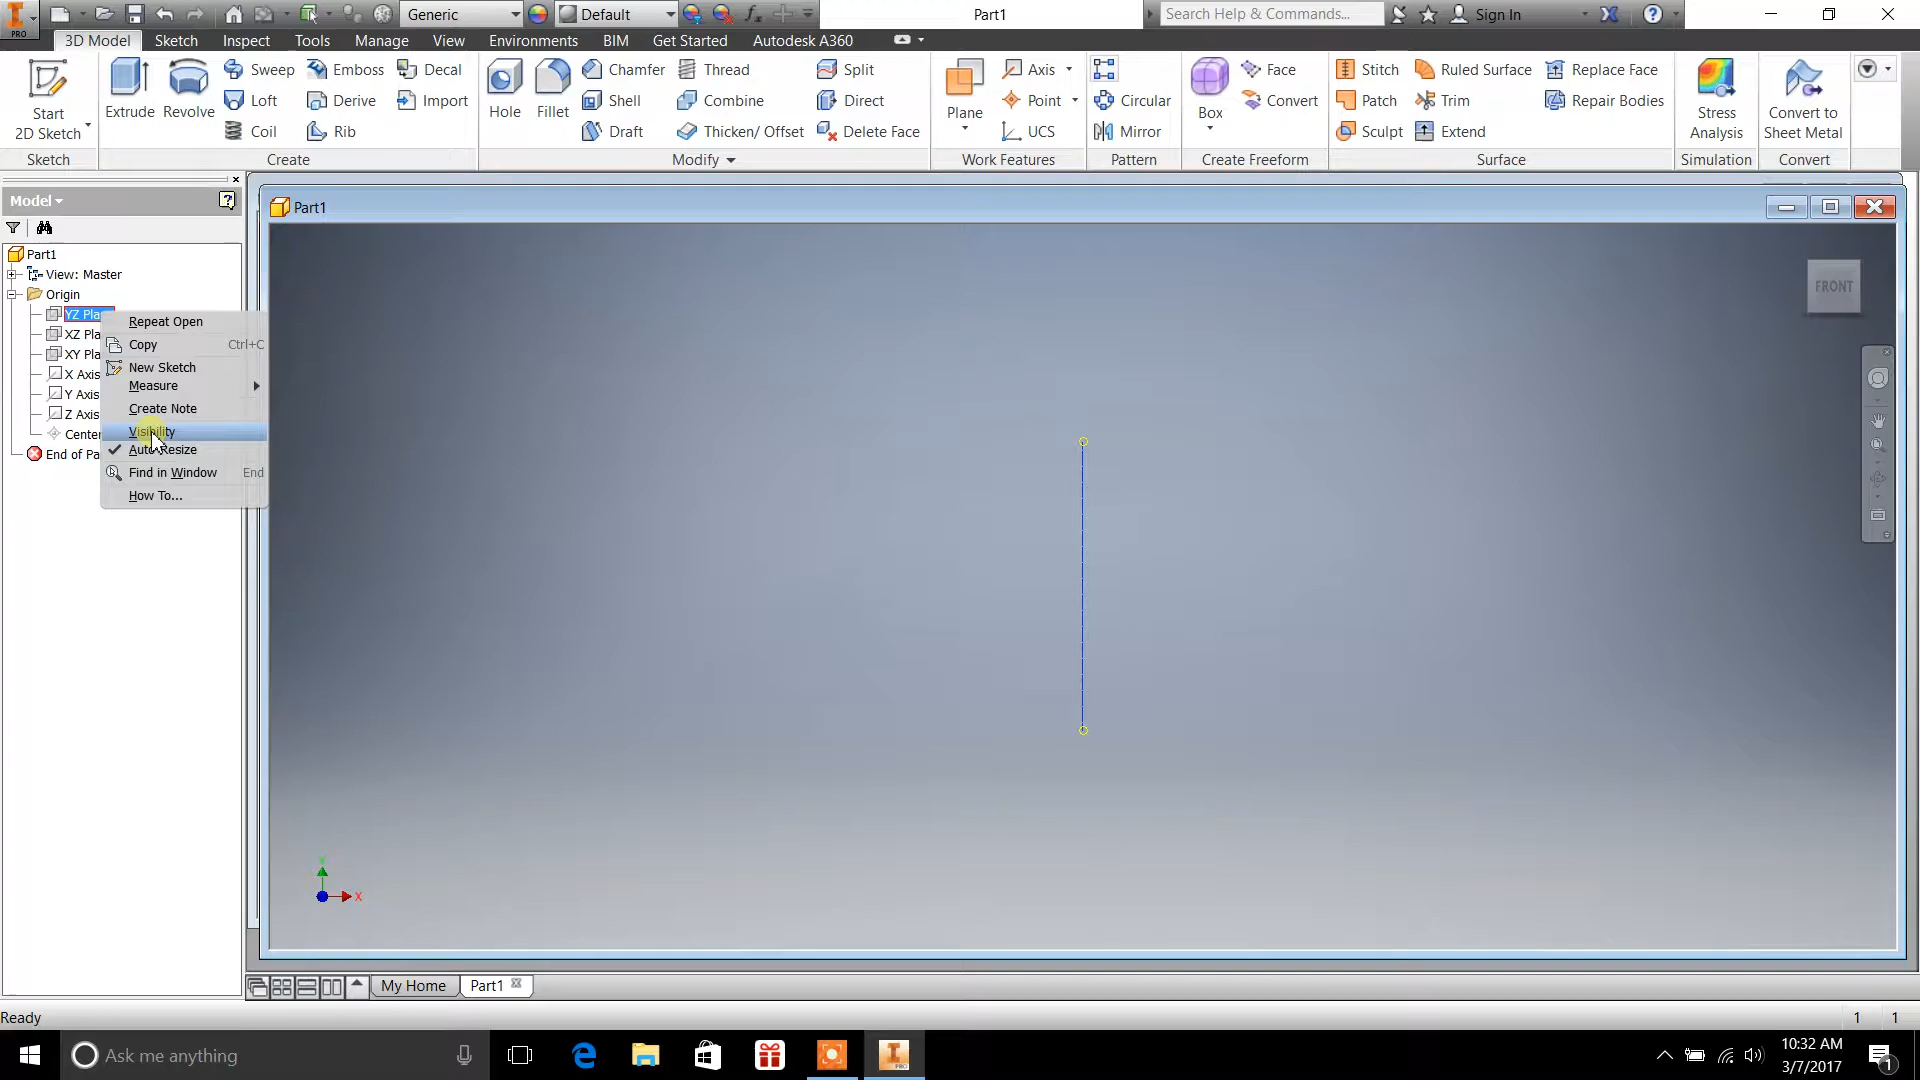 PRO Generic Default Part1 Search Help & Commands... Sign In
3D Model Sketch Inspect Tools Manage View Environments BIM Get Started Autodesk A360
Start 2D Sketch
Extrude Revolve
Sweep Emboss Decal
Loft Derive Import
Coil Rib
Hole Fillet
Chamfer Thread Split
Shell Combine Direct
Draft Thicken/ Offset Delete Face
Plane
Axis
Point
UCS
Circular
Mirror
Box
Face
Convert
Stitch Ruled Surface Replace Face
Patch Trim Repair Bodies
Sculpt Extend
Stress Analysis
Convert to Sheet Metal
Sketch Create Modify Work Features Pattern Create Freeform Surface Simulation Convert
Model
Part1
Part1
View: Master
Origin
YZ Pla
XZ Pla
XY Pla
X Axis
Y Axis
Z Axis
Center
End of Pa
Repeat Open
Copy Ctrl+C
New Sketch
Measure
Create Note
Visibility
Auto-Resize
Find in Window End
How To...
FRONT
Y
X
My Home Part1
Ready 1 1
Ask me anything
10:32 AM
3/7/2017
1